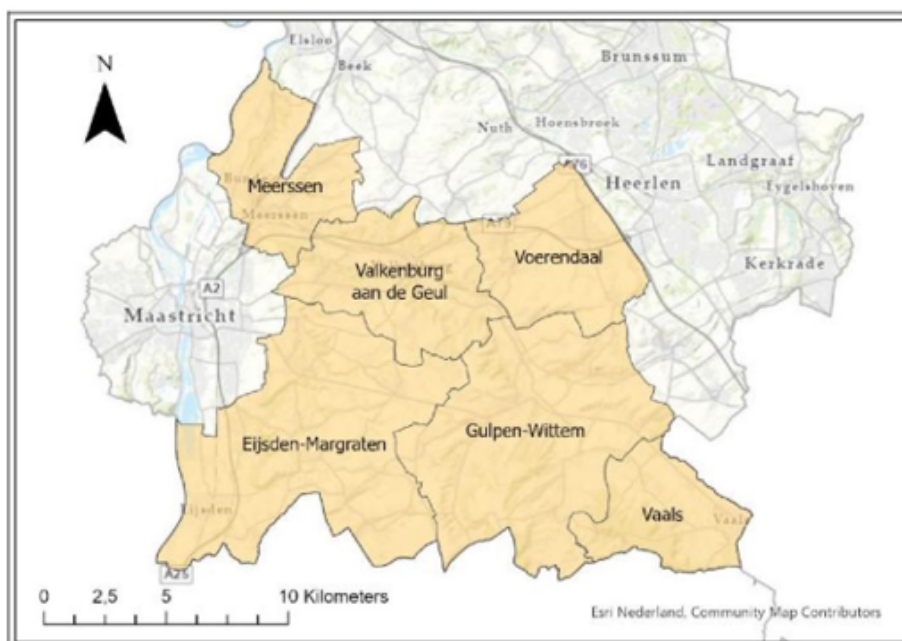 Elsloo
Beek
Brunssum
N
Nuth
Hoensbroek
A76
Landgraaf
Heerlen
Eygelshoven
Meerssen
Meerssen
Voerendaal
Valkenburg
aan de Geul
Kerkrade
A2
Maastricht
Gulpen-Wittem
Eijsden-Margraten
Eijsden
Vaals
Vaals
A25
0 2,5 5 10 Kilometers
Esri Nederland, Community Map Contributors